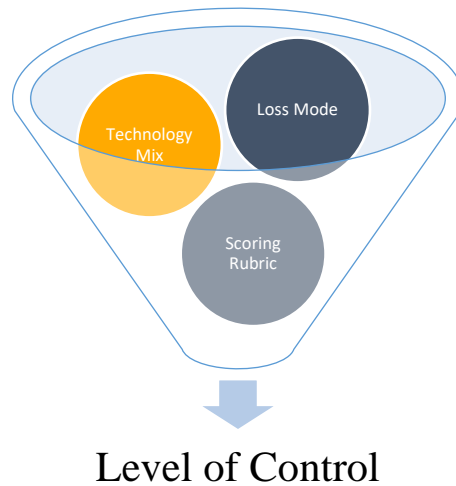 Loss Mode
Technology
Mix
Scoring
Rubric
Level of Control